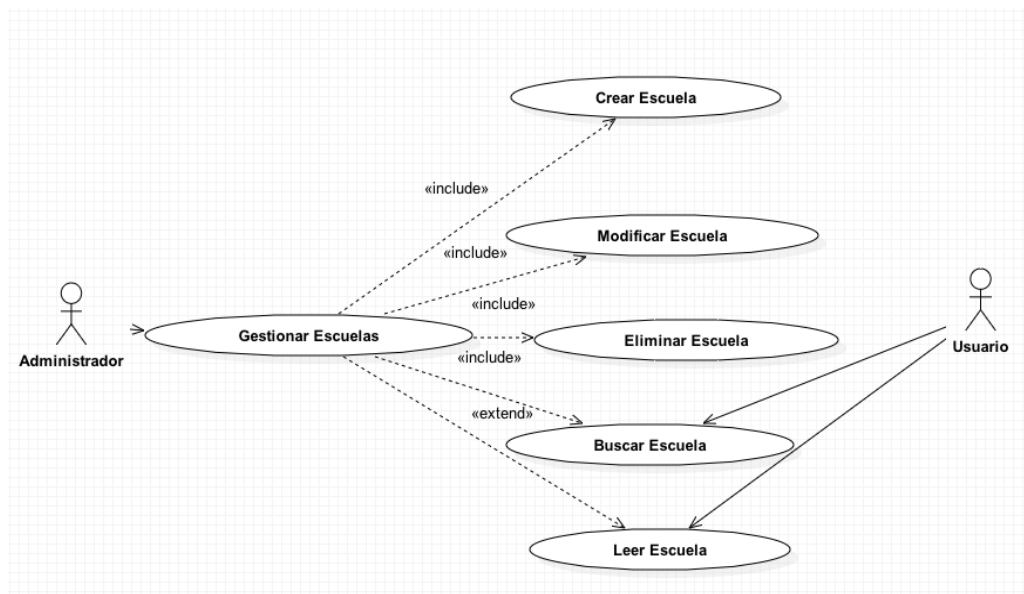 Crear Escuela
«include»
Modificar Escuela
«include»
«include»
Administrador
Gestionar Escuelas
Eliminar Escuela
Usuario
«include»
«extend»
Buscar Escuela
Leer Escuela